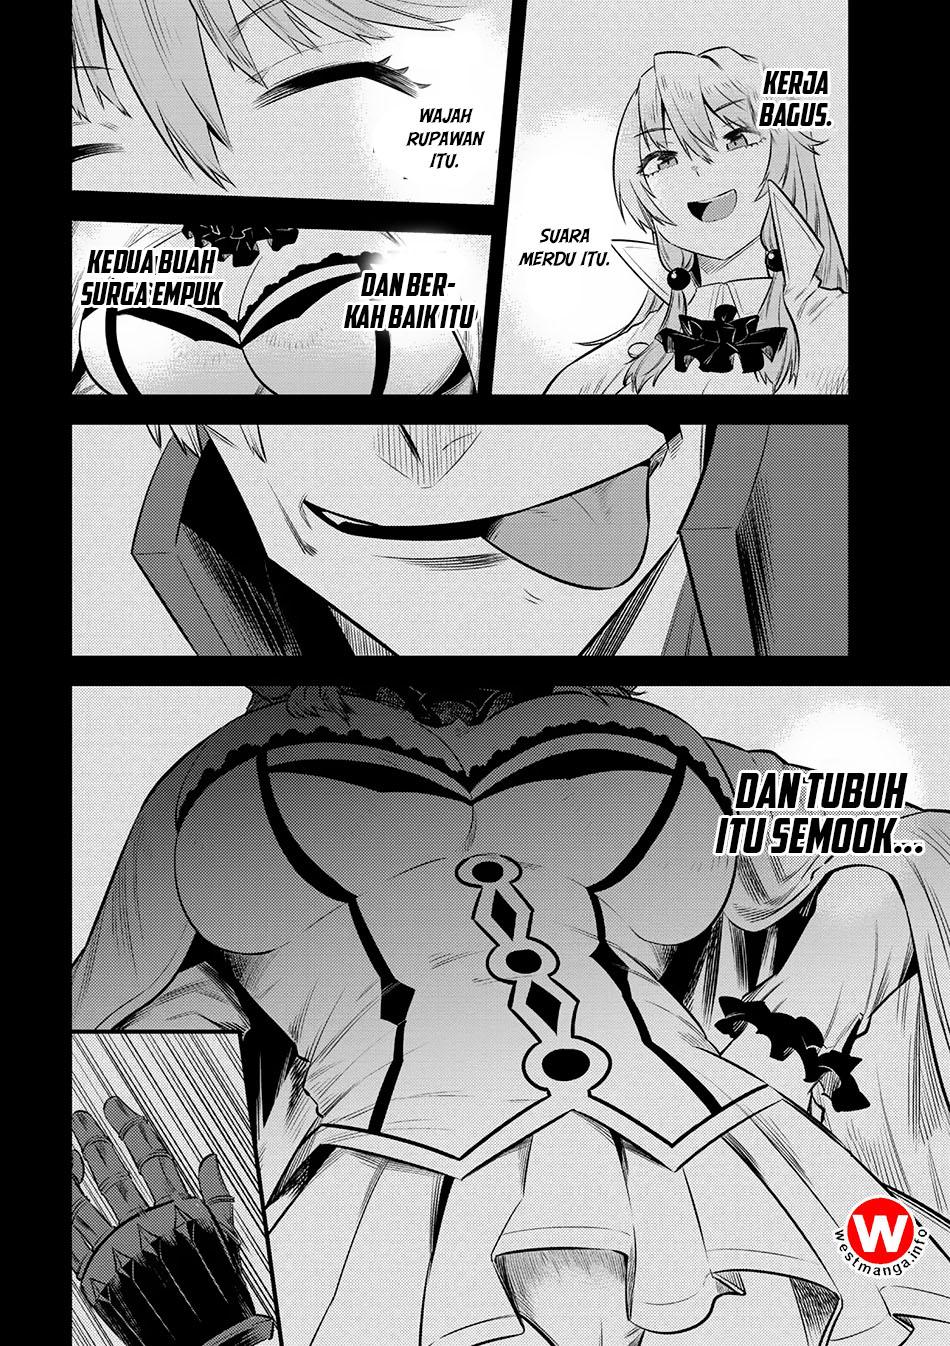 KERJA
BAGUS.
SUARA
MERDU ITU.
WAJAH
RUPAWAN
ITU.
DAN BER-
KAH BAIK ITU
KEDUA BUAH
SURGA EMPUK
DAN TUBUH
ITU SEMOOK...
W
westmanga.info